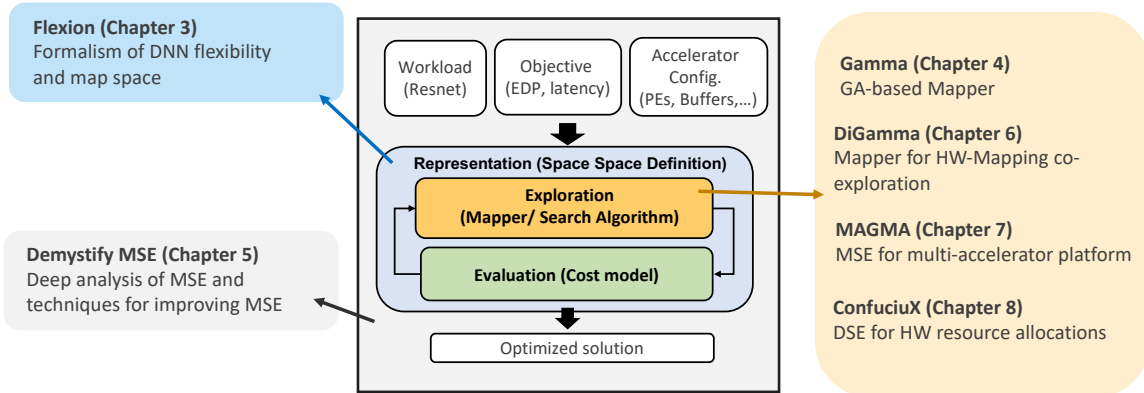 Flexion (Chapter 3)
Formalism of DNN flexibility
and map space
Demystify MSE (Chapter 5)
Deep analysis of MSE and
techniques for improving MSE
Workload
(Resnet)
Objective
(EDP, latency)
Accelerator
Config.
(PEs, Buffers,...)
Representation (Space Space Definition)
Exploration
(Mapper/ Search Algorithm)
Evaluation (Cost model)
Optimized solution
Gamma (Chapter 4)
GA-based Mapper
DiGamma (Chapter 6)
Mapper for HW-Mapping co-
exploration
MAGMA (Chapter 7)
MSE for multi-accelerator platform
ConfuciuX (Chapter 8)
DSE for HW resource allocations